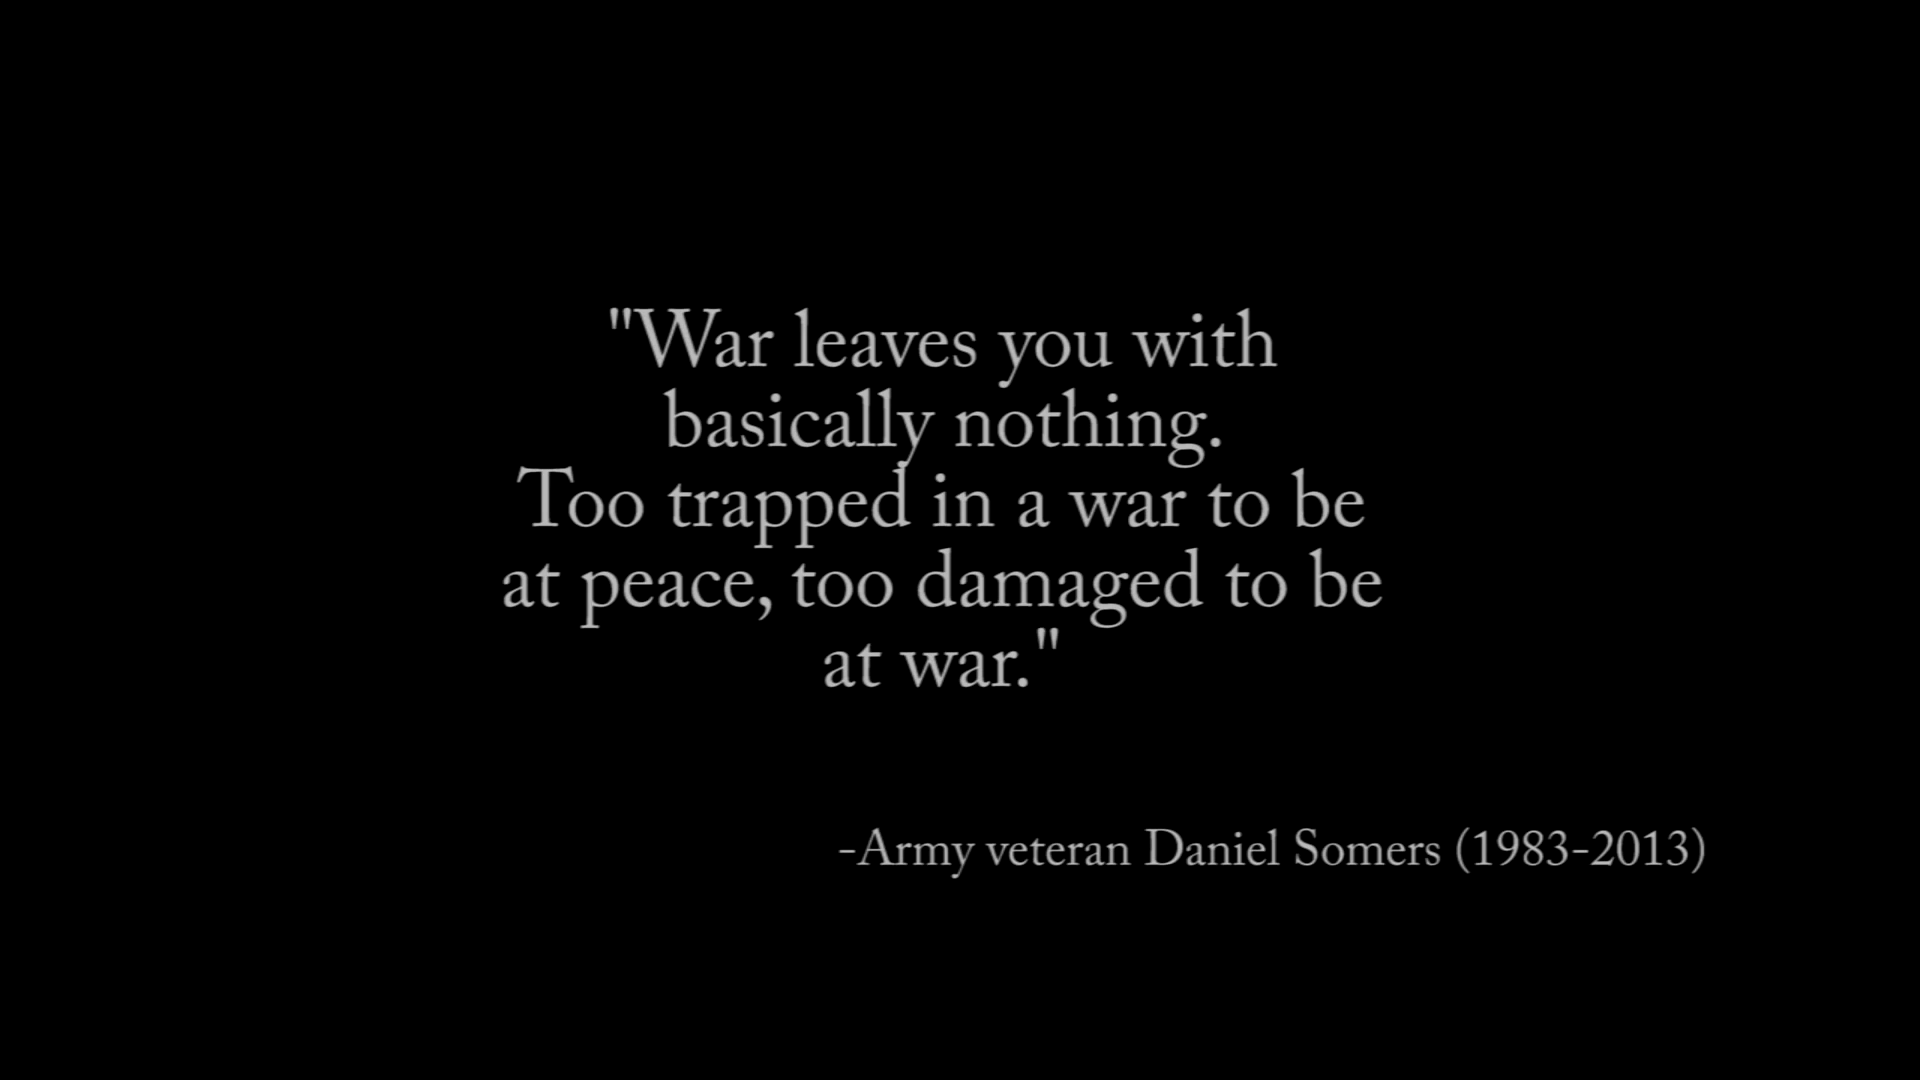 "War leaves you with
basically nothing.
Too trapped in a war to be
at peace, too damaged to be
at war."
-Army veteran Daniel Somers (1983-2013)